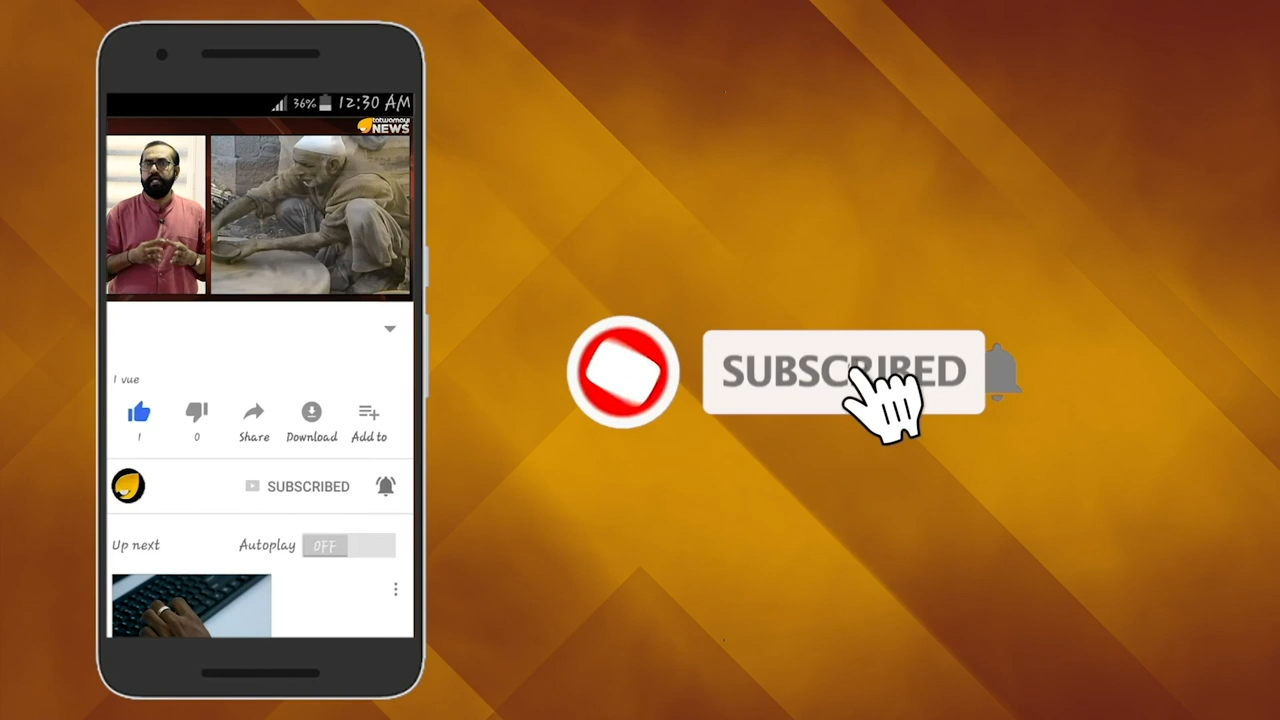 36% 12:30 AM
tatwamayi
NEWS
1 vue
1
0
Share
Download
Add to
SUBSCRIBED
Up next
Autoplay
OFF
SUBSCRIBED